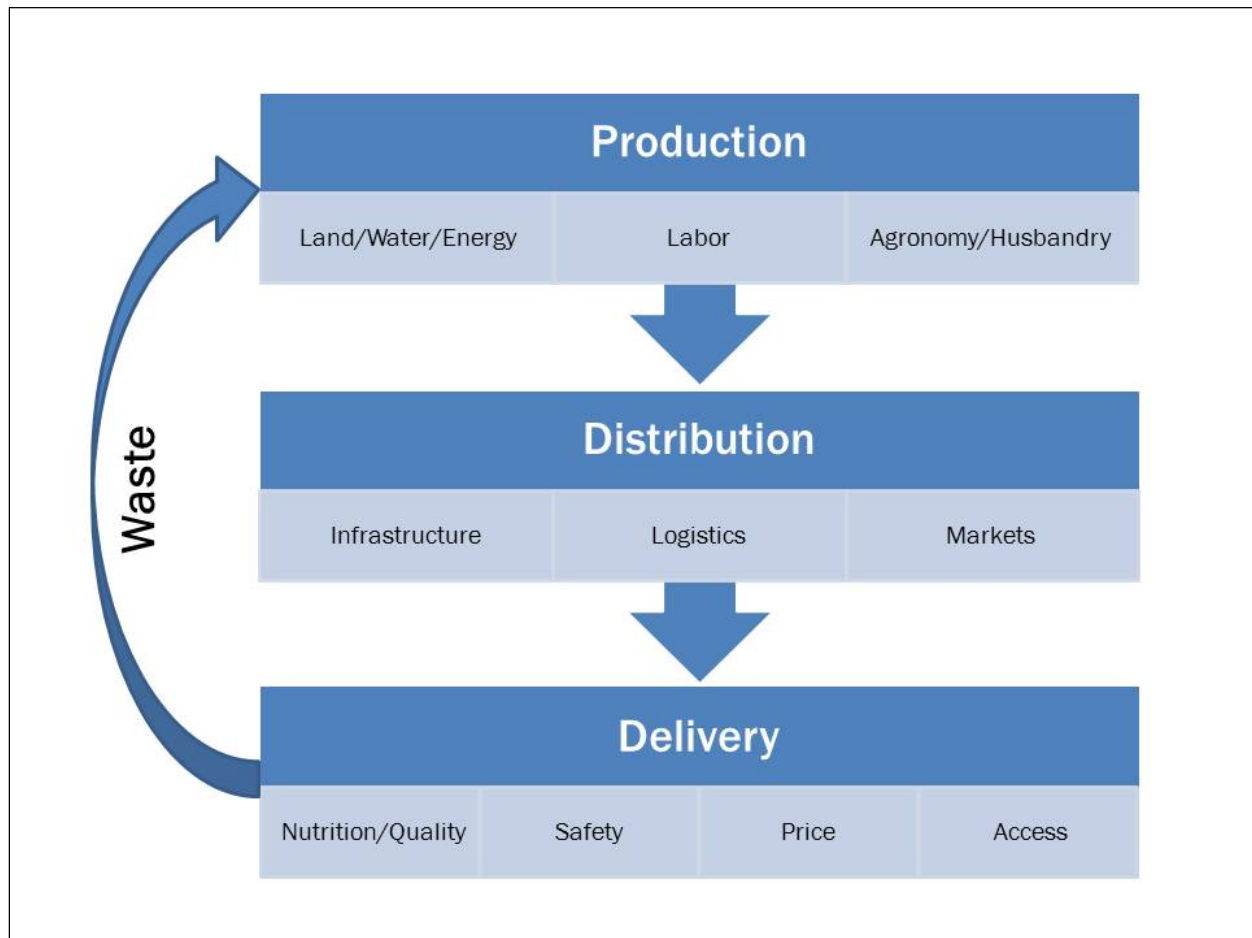 Production
Land/Water/Energy
Labor
Agronomy/Husbandry
Waste
Distribution
Infrastructure
Logistics
Markets
Delivery
Nutrition/Quality
Safety
Price
Access